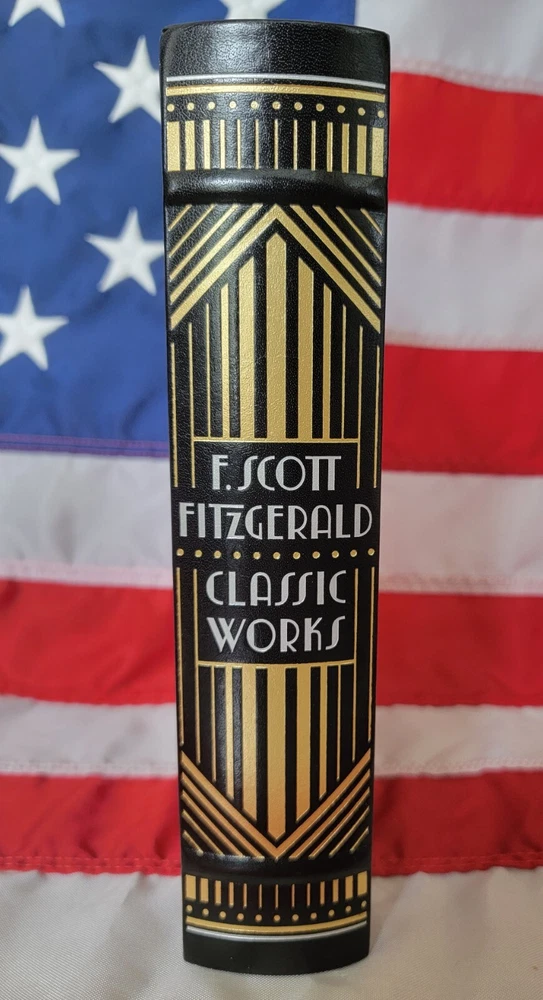 F. SCOTT
FITZGERALD
CLASSIC
WORKS